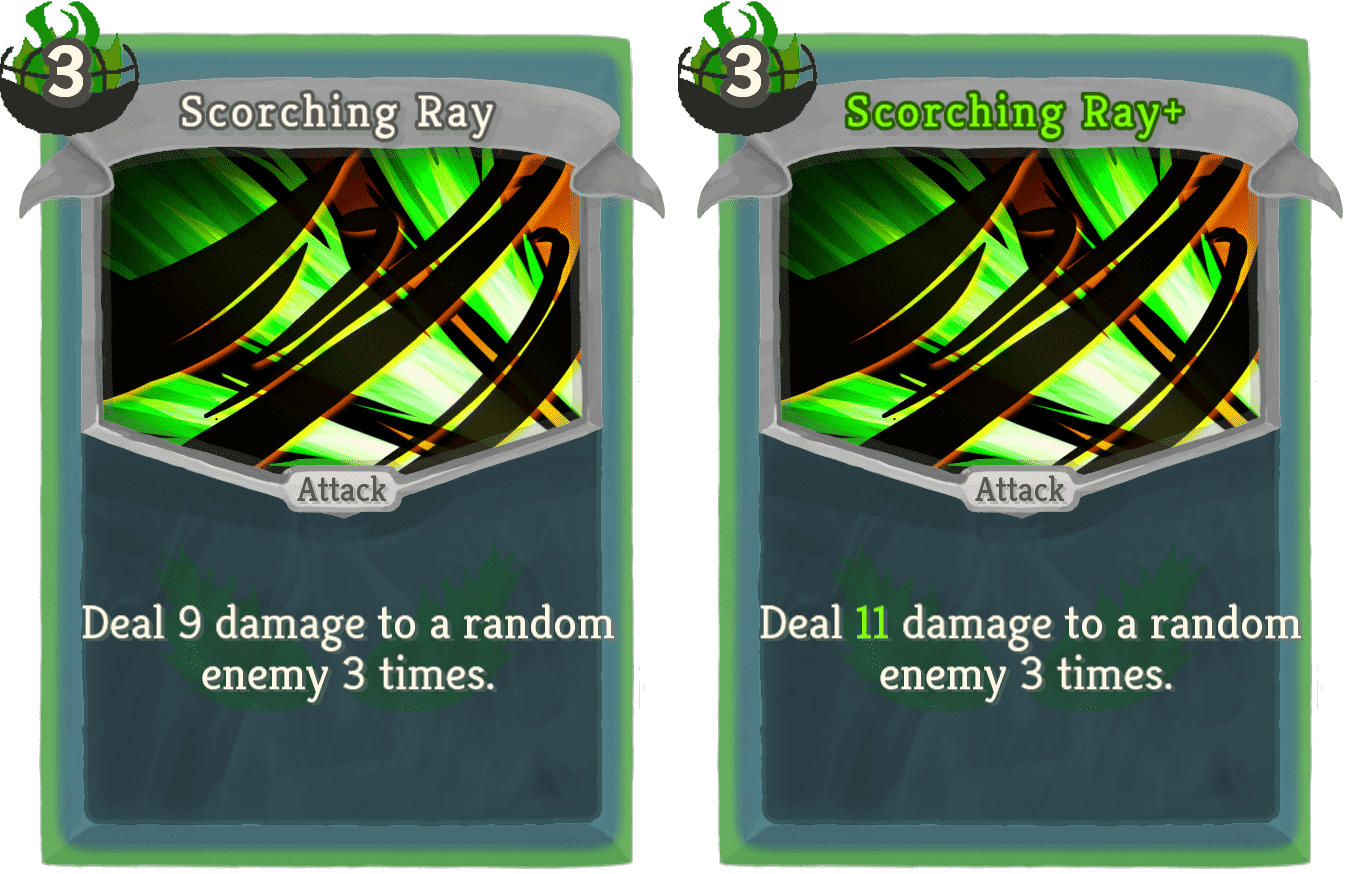 3
Scorching Ray
Attack
Deal 9 damage to a random
enemy 3 times.
3
Scorching Ray+
Attack
Deal 11 damage to a random
enemy 3 times.